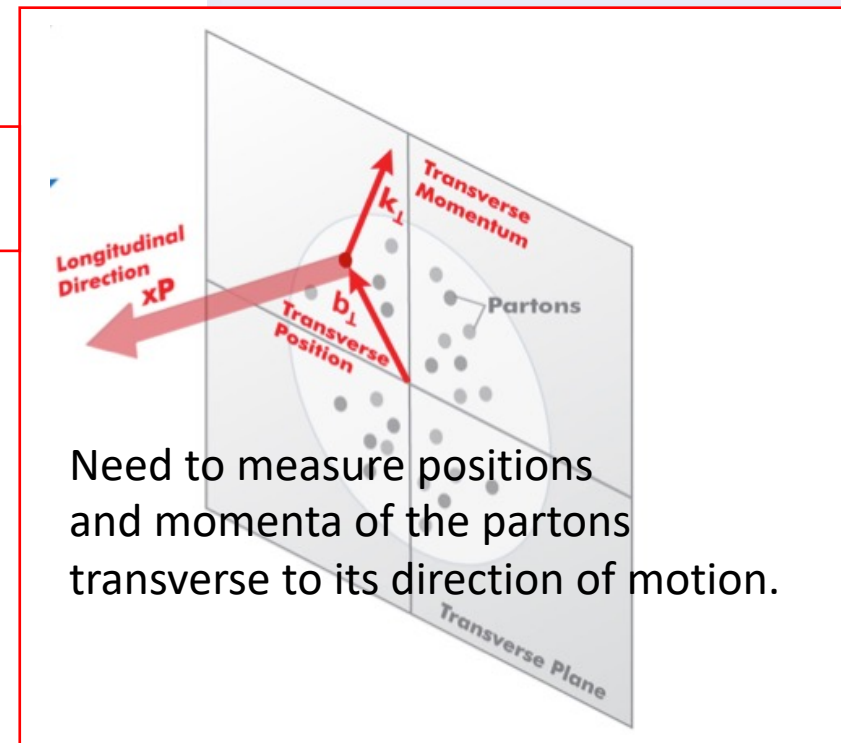 Transverse
Momentum
k⊥
Longitudinal
Direction
xP
b⊥
Partons
Transverse
Position
Need to measure positions
and momenta of the partons
transverse to its direction of motion.
Transverse Plane